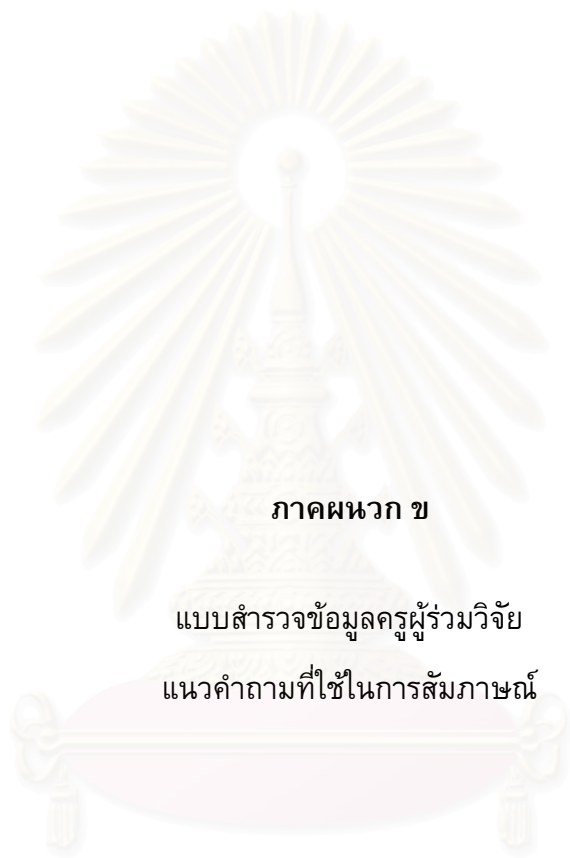 ภาคผนวก ข
แบบสำรวจข้อมูลครูผู้ร่วมวิจัย
แนวคำถามที่ใช้ในการสัมภาษณ์